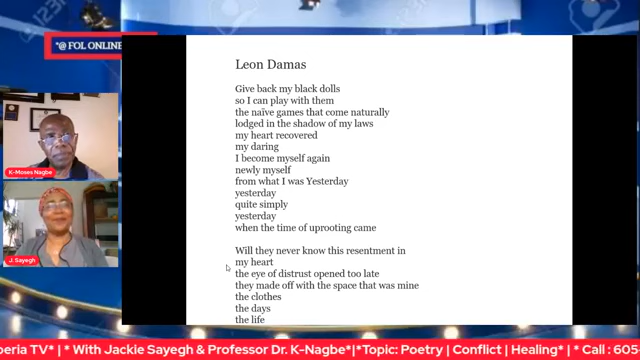 "@ FOL ONLINE
K-Moses Nagbe
J. Sayegh
Leon Damas
Give back my black dolls
so I can play with them
the naïve games that come naturally
lodged in the shadow of my laws
my heart recovered
my daring
I become myself again
newly myself
from what I was Yesterday
yesterday
quite simply
yesterday
when the time of uprooting came
Will they never know this resentment in
my heart
the eye of distrust opened too late
they made off with the space that was mine
the clothes
the days
the life
peria TV* | * With Jackie Sayegh & Professor Dr. K-Nagbe*|*Topic: Poetry | Conflict | Healing* | * Call : 605